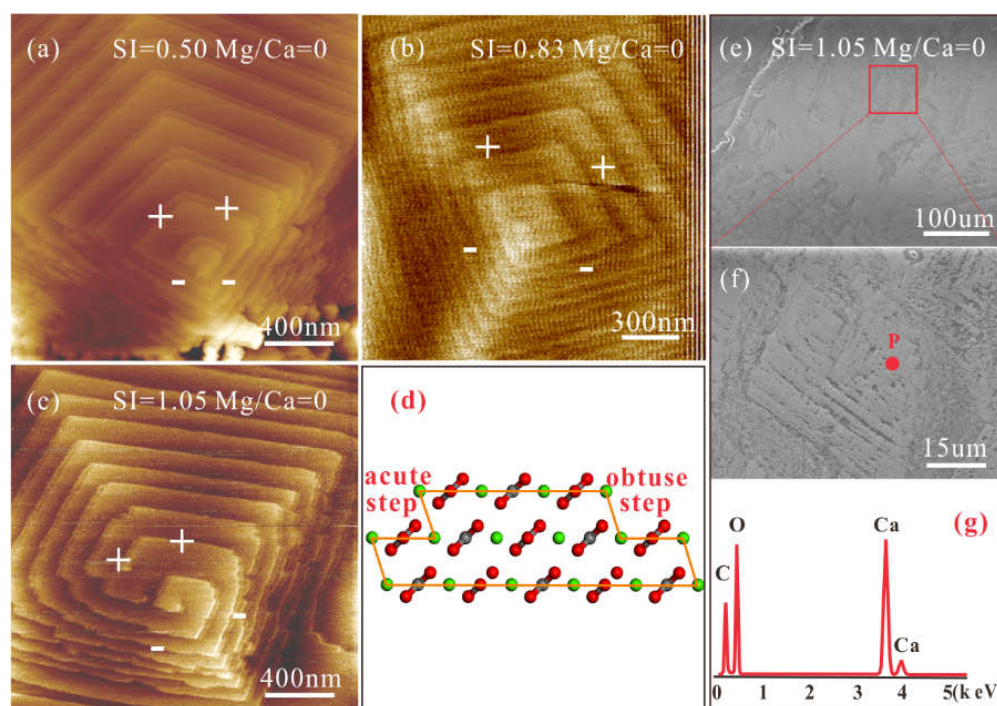 (a) SI=0.50 Mg/Ca=0
+ +
- -
400nm
(b) SI=0.83 Mg/Ca=0
+ +
- -
300nm
(c) SI=1.05 Mg/Ca=0
+ +
- -
400nm
(d)
acute
step
obtuse
step
(e) SI=1.05 Mg/Ca=0
100um
(f)
P
15um
(g)
C
O
Ca
Ca
0 1 2 3 4 5(k eV)